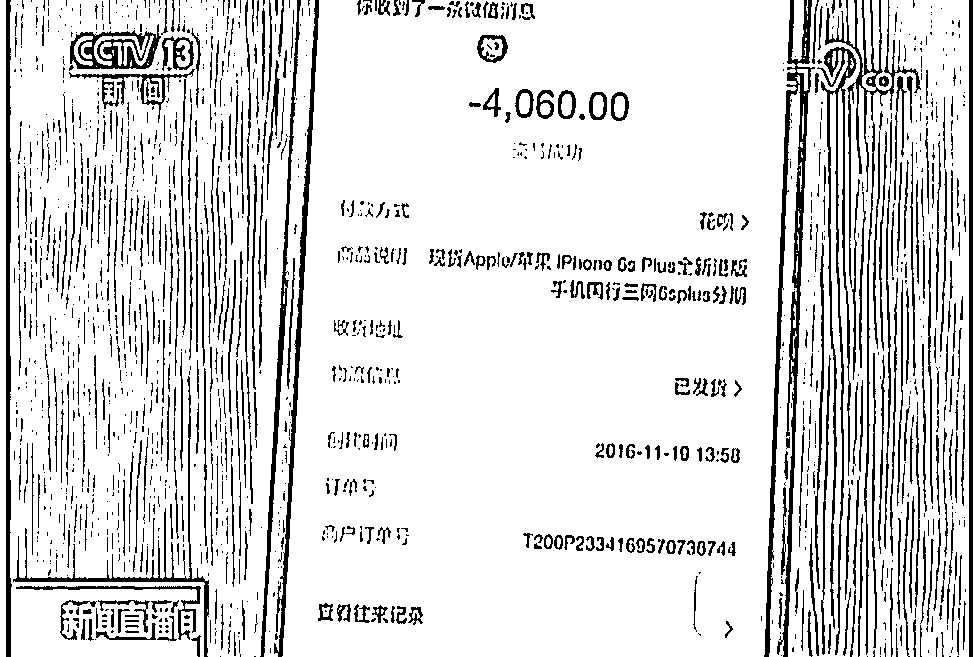 你收到了一条微信消息
CCTV 13
新闻
CTV.com
-4,060.00
交易成功
付款方式
花呗
商品说明
现货Apple/苹果 iPhone 6s Plus全新港版
手机国行三网6splus分期
收货地址
物流信息
已发货
创建时间
2016-11-10 13:58
订单号
商户订单号
T200P2334169570738744
查看往来记录
新闻直播间